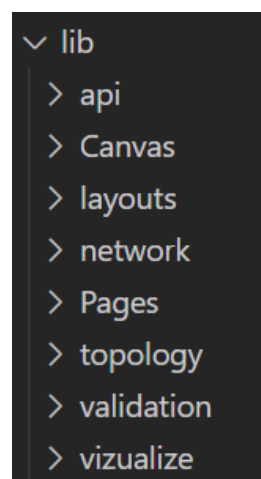 lib
api
Canvas
layouts
network
Pages
topology
validation
vizualize